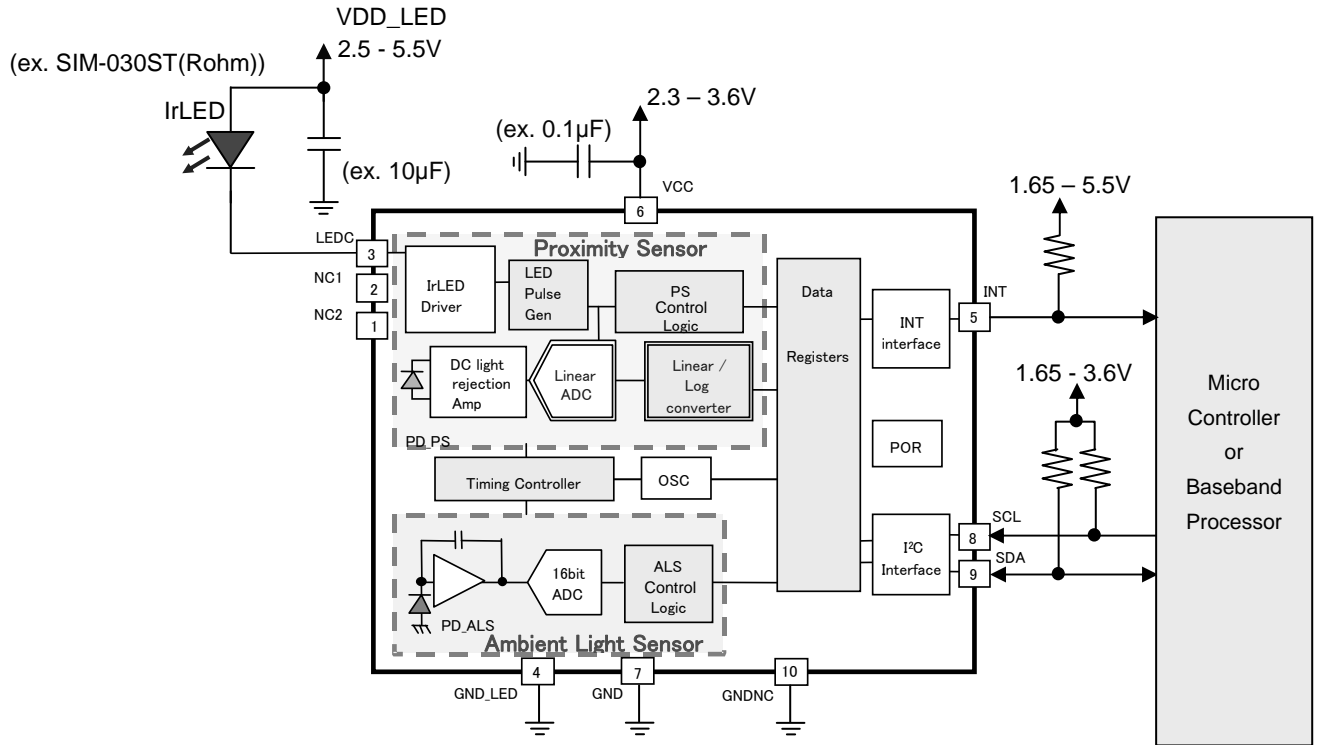 VDD_LED
2.5 - 5.5V
(ex. SIM-030ST(Rohm))
IrLED
(ex. 10µF)
2.3 – 3.6V
(ex. 0.1µF)
VCC
6
1.65 – 5.5V
LEDC
3
NC1
2
NC2
1
Proximity Sensor
IrLED
Driver
LED
Pulse
Gen
PS
Control
Logic
DC light
rejection
Amp
Linear
ADC
Linear /
Log
converter
PD_PS
Data
Registers
INT
interface
INT
5
POR
1.65 - 3.6V
Timing Controller
OSC
I²C
Interface
SCL
8
SDA
9
16bit
ADC
ALS
Control
Logic
PD_ALS
Ambient Light Sensor
4
GND_LED
7
GND
10
GNDNC
Micro
Controller
or
Baseband
Processor